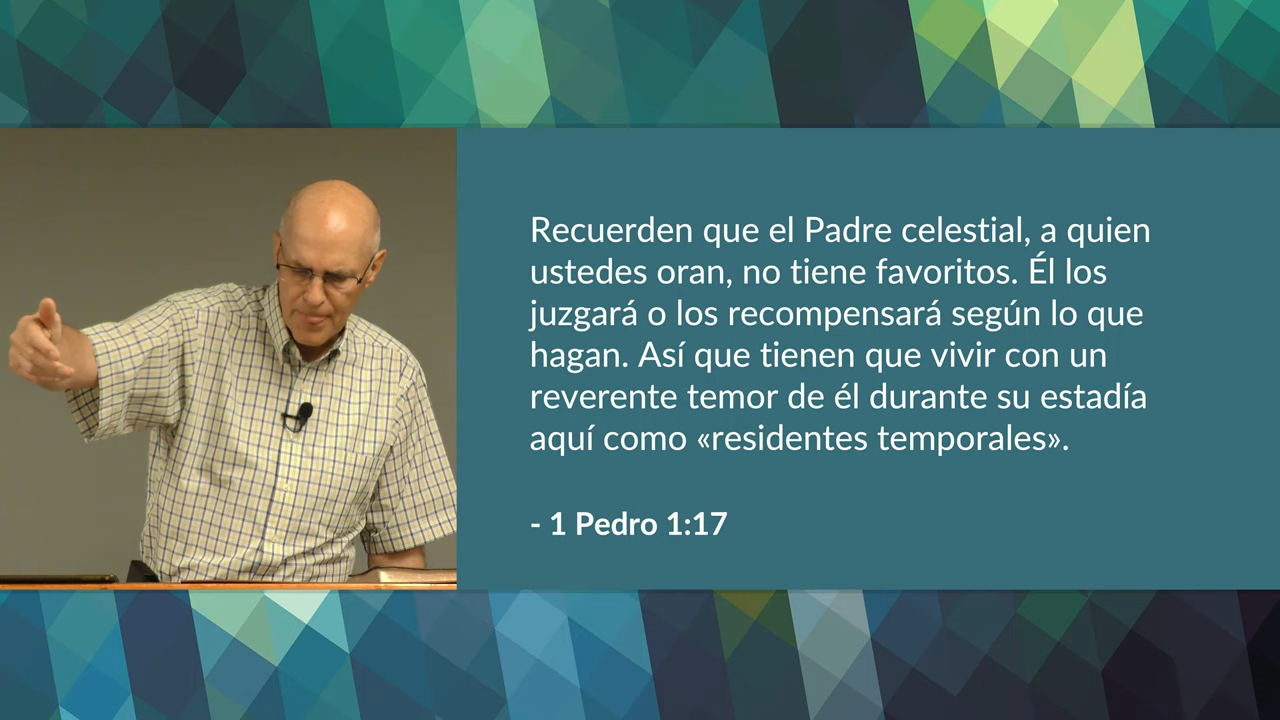 Recuerden que el Padre celestial, a quien
ustedes oran, no tiene favoritos. Él los
juzgará o los recompensará según lo que
hagan. Así que tienen que vivir con un
reverente temor de él durante su estadía
aquí como «residentes temporales».
- 1 Pedro 1:17